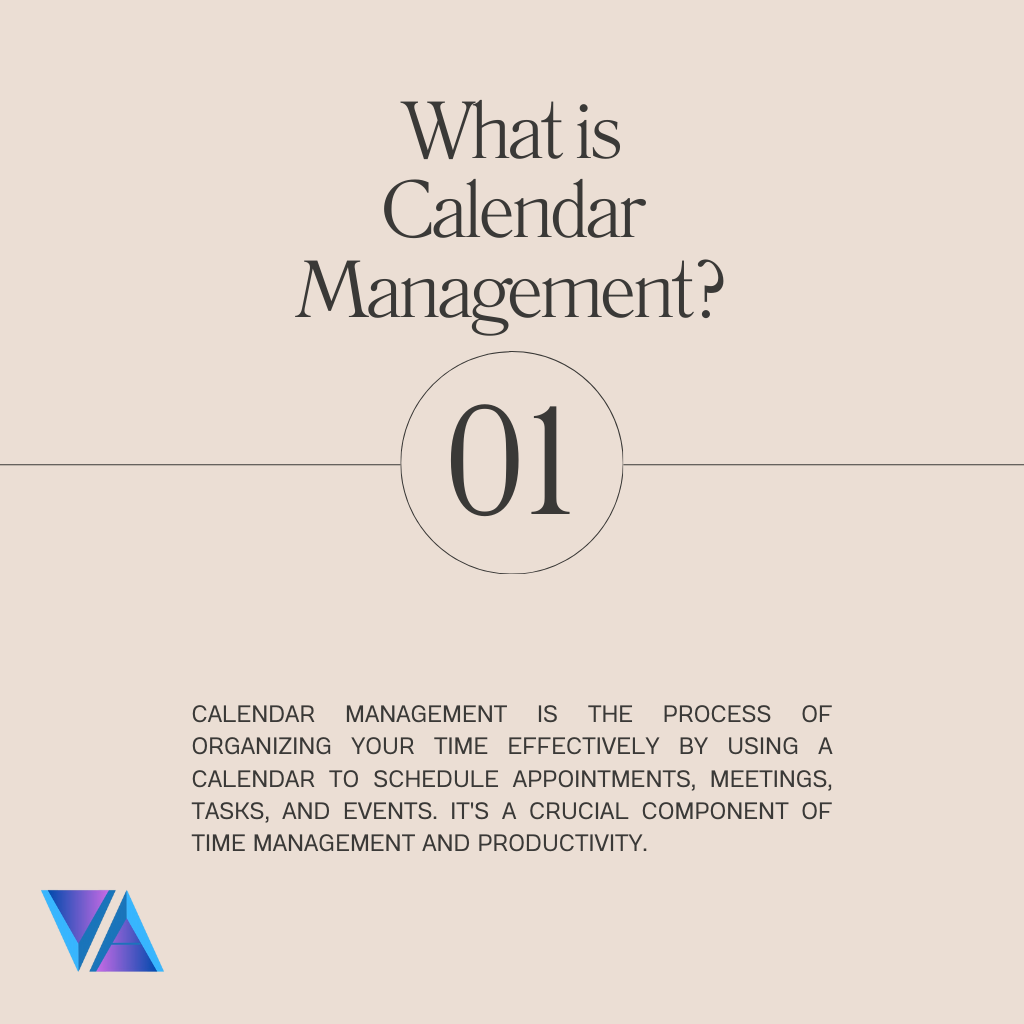 What is
Calendar
Management?
01
CALENDAR MANAGEMENT IS THE PROCESS OF
ORGANIZING YOUR TIME EFFECTIVELY BY USING A
CALENDAR TO SCHEDULE APPOINTMENTS, MEETINGS,
TASKS, AND EVENTS. IT'S A CRUCIAL COMPONENT OF
TIME MANAGEMENT AND PRODUCTIVITY.
VA